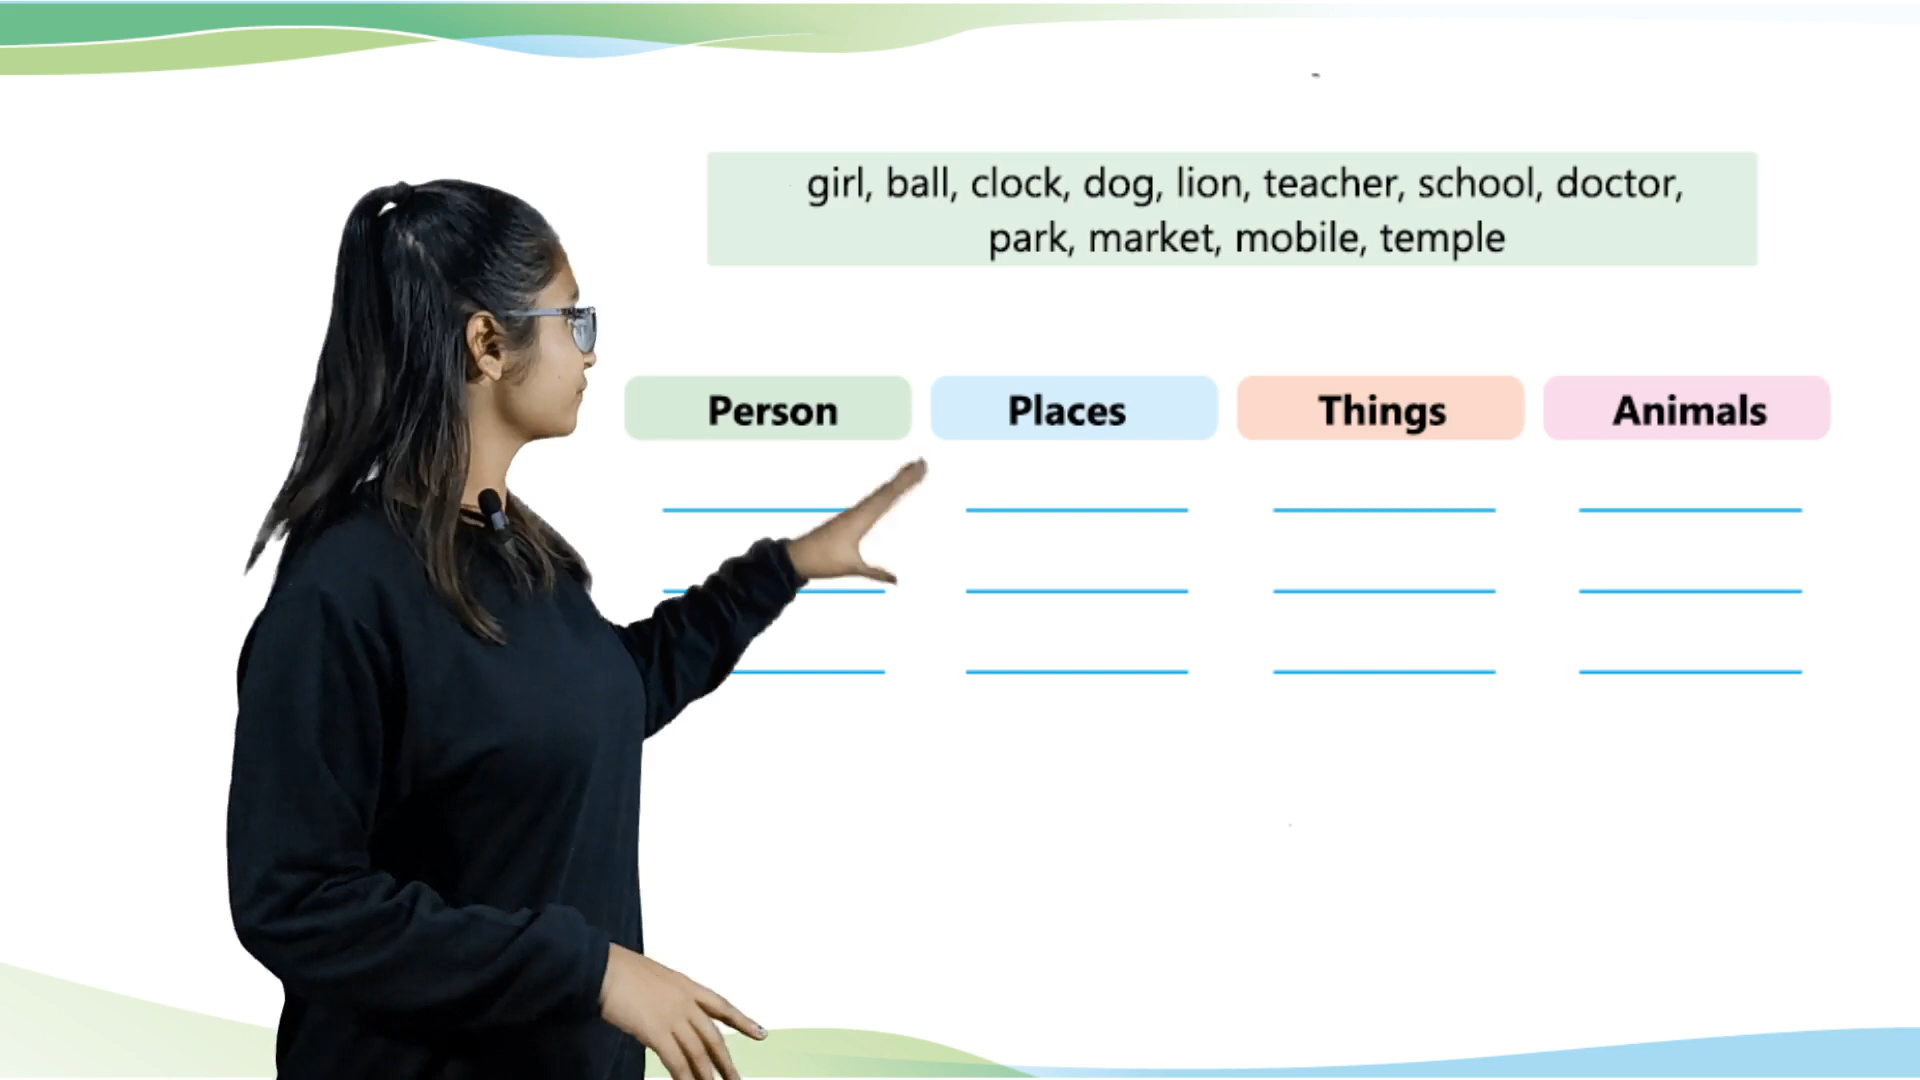 girl, ball, clock, dog, lion, teacher, school, doctor,
park, market, mobile, temple
Person Places Things Animals